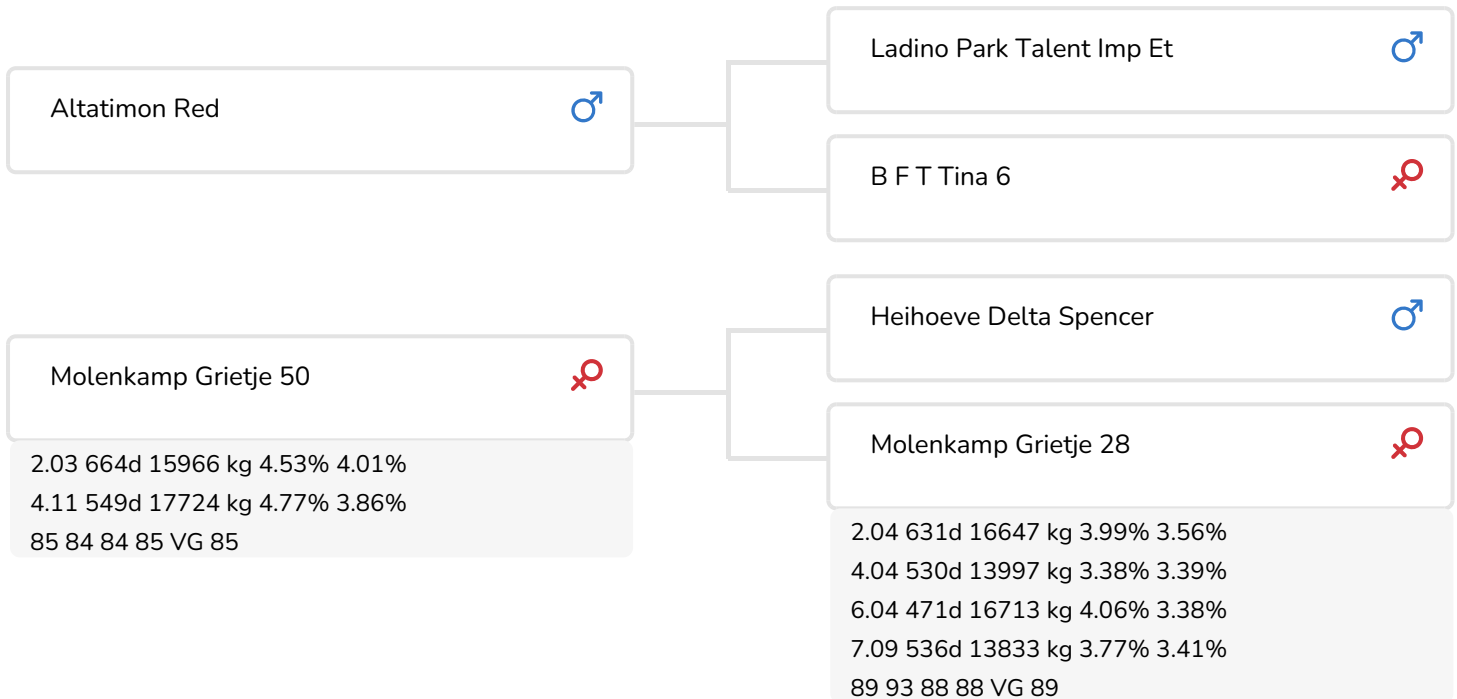 Altatimon Red
Ladino Park Talent Imp Et
B F T Tina 6
Molenkamp Grietje 50
2.03 664d 15966 kg 4.53% 4.01%
4.11 549d 17724 kg 4.77% 3.86%
85 84 84 85 VG 85
Heihoeve Delta Spencer
Molenkamp Grietje 28
2.04 631d 16647 kg 3.99% 3.56%
4.04 530d 13997 kg 3.38% 3.39%
6.04 471d 16713 kg 4.06% 3.38%
7.09 536d 13833 kg 3.77% 3.41%
89 93 88 88 VG 89